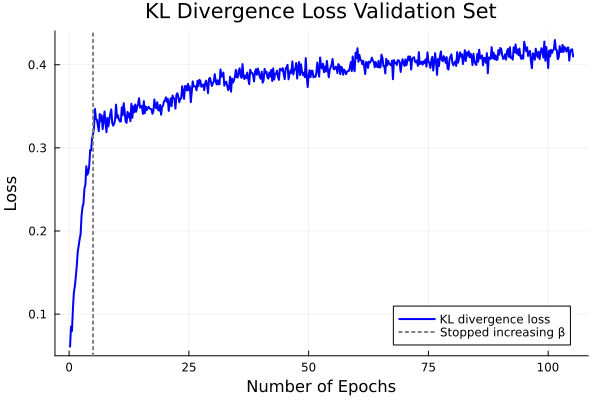 KL Divergence Loss Validation Set
Loss
0.4
0.3
0.2
0.1
KL divergence loss
Stopped increasing β
0 25 50 75 100
Number of Epochs